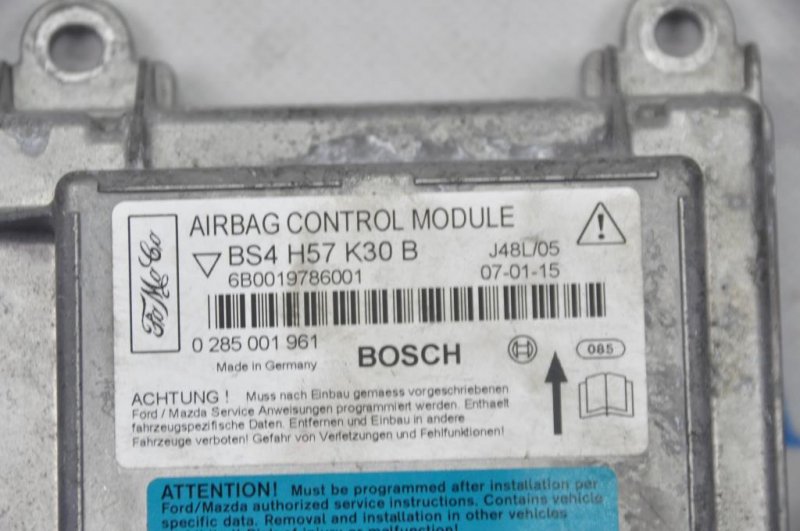 AIRBAG CONTROL MODULE
FoMoCo
BS4 H57 K30 B J48L/05
6B0019786001 07-01-15
0 285 001 961 BOSCH 085
Made in Germany
ACHTUNG ! Muss nach Einbau gemaess vorgeschriebenen
Ford / Mazda Service Anweisungen programmiert werden. Enthaelt
fahrzeugspezifische Daten. Entfernen und Einbau in andere
Fahrzeuge verboten! Gefahr von Verletzungen und Fehlfunktionen!
ATTENTION! Must be programmed after installation per
Ford/Mazda authorized service instructions. Contains vehicle
specific data. Removal and installation in other vehicles